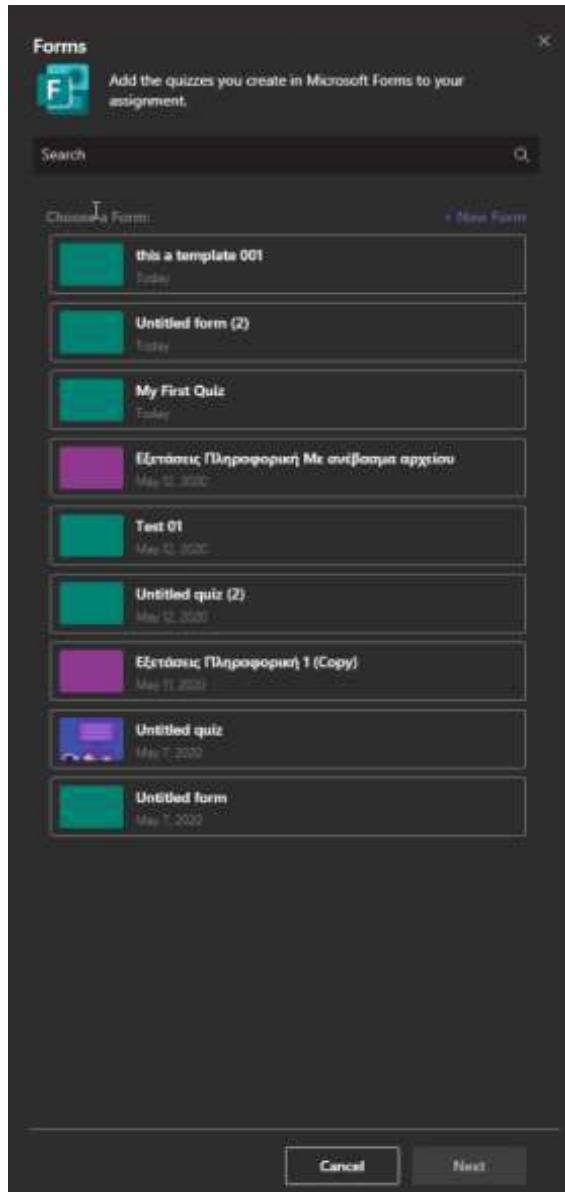 Forms
F
Add the quizzes you create in Microsoft Forms to your
assignment.
Search
Choose a Form:
+ New Form
this a template 001
Today
Untitled form (2)
Today
My First Quiz
Today
Εξετάσεις Πληροφορική Με ανέβασμα αρχείου
May 12, 2020
Test 01
May 12, 2020
Untitled quiz (2)
May 12, 2020
Εξετάσεις Πληροφορική 1 (Copy)
May 11, 2020
Untitled quiz
May 7, 2020
Untitled form
May 7, 2020
Cancel
Next